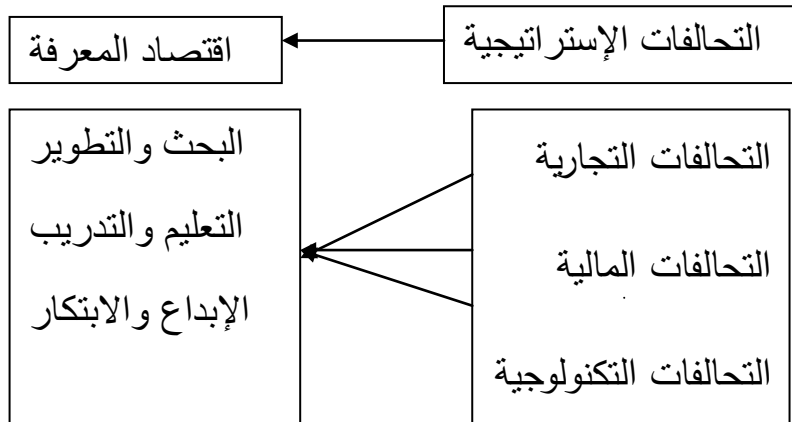 التحالفات الإستراتيجية
اقتصاد المعرفة
التحالفات التجارية
التحالفات المالية
التحالفات التكنولوجية
البحث والتطوير
التعليم والتدريب
الإبداع والابتكار